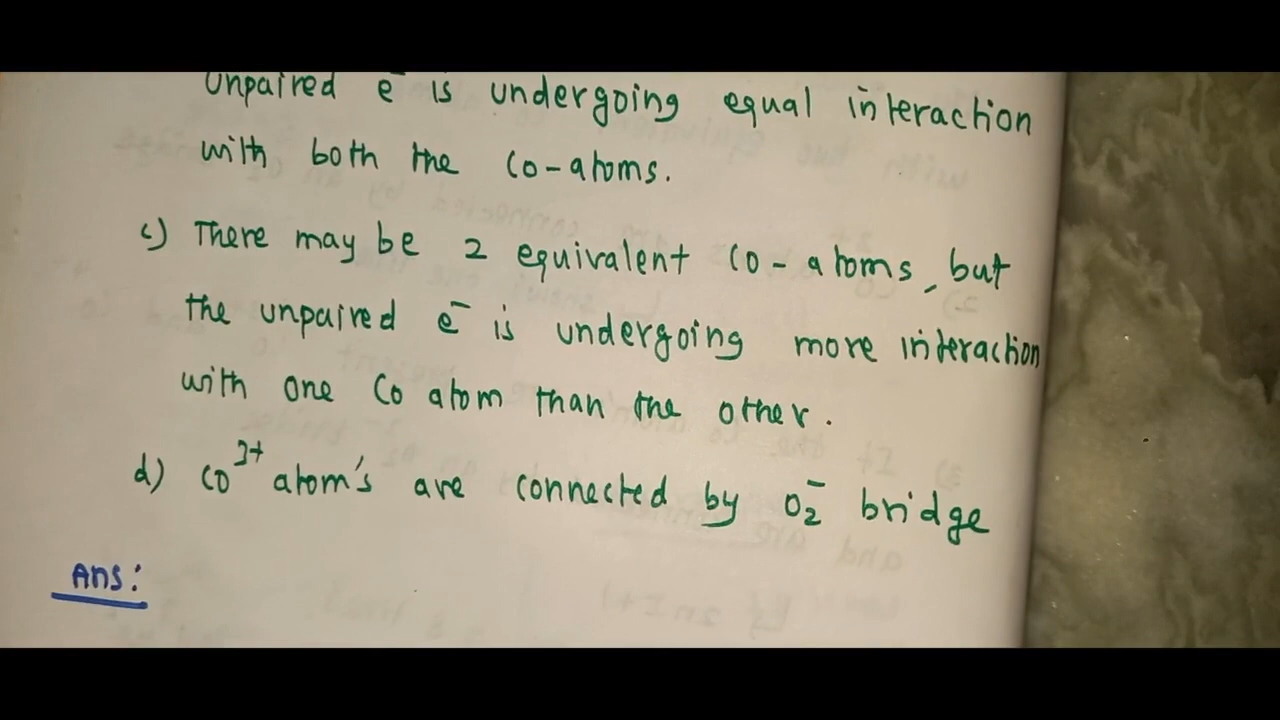 Unpaired e⁻ is undergoing equal interaction
with both the Co-atoms.
c) There may be 2 equivalent Co-atoms, but
the unpaired e⁻ is undergoing more interaction
with one Co atom than the other.
d) Co³⁺ atom's are connected by O₂⁻ bridge
Ans: